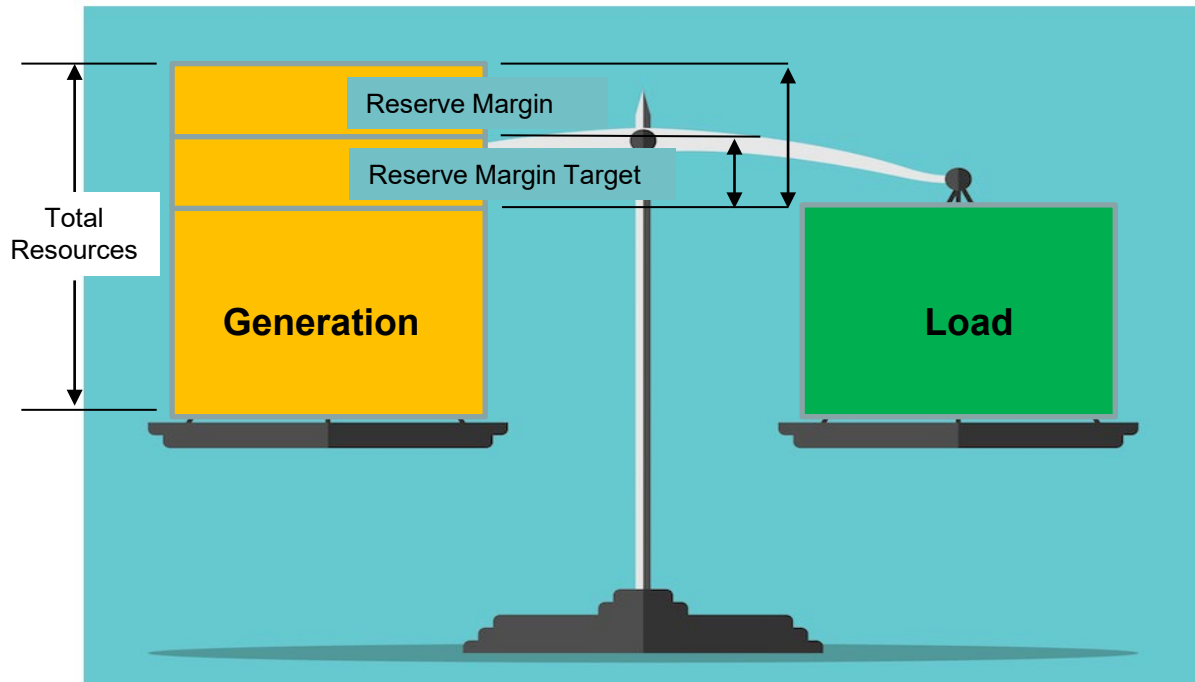 Reserve Margin
Reserve Margin Target
Total
Resources
Generation
Load